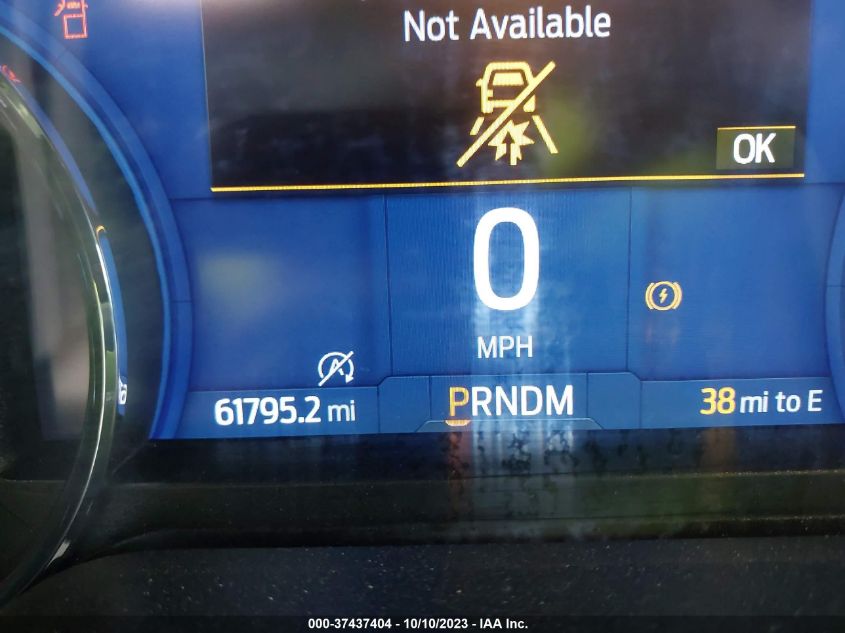 Not Available
OK
0
MPH
61795.2 mi
PRNDM
38 mi to E
000-37437404 - 10/10/2023 - IAA Inc.